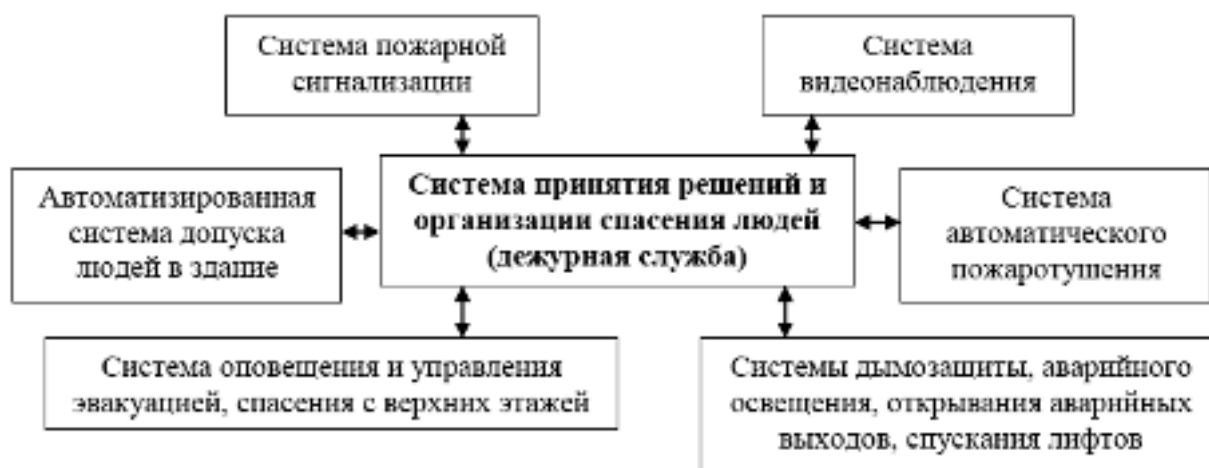 Система пожарной
сигнализации
Система
видеонаблюдения
Автоматизированная
система допуска
людей в здание
Система принятия решений и
организации спасения людей
(дежурная служба)
Система
автоматического
пожаротушения
Система оповещения и управления
эвакуацией, спасения с верхних этажей
Системы дымозащиты, аварийного
освещения, открывания аварийных
выходов, спускания лифтов